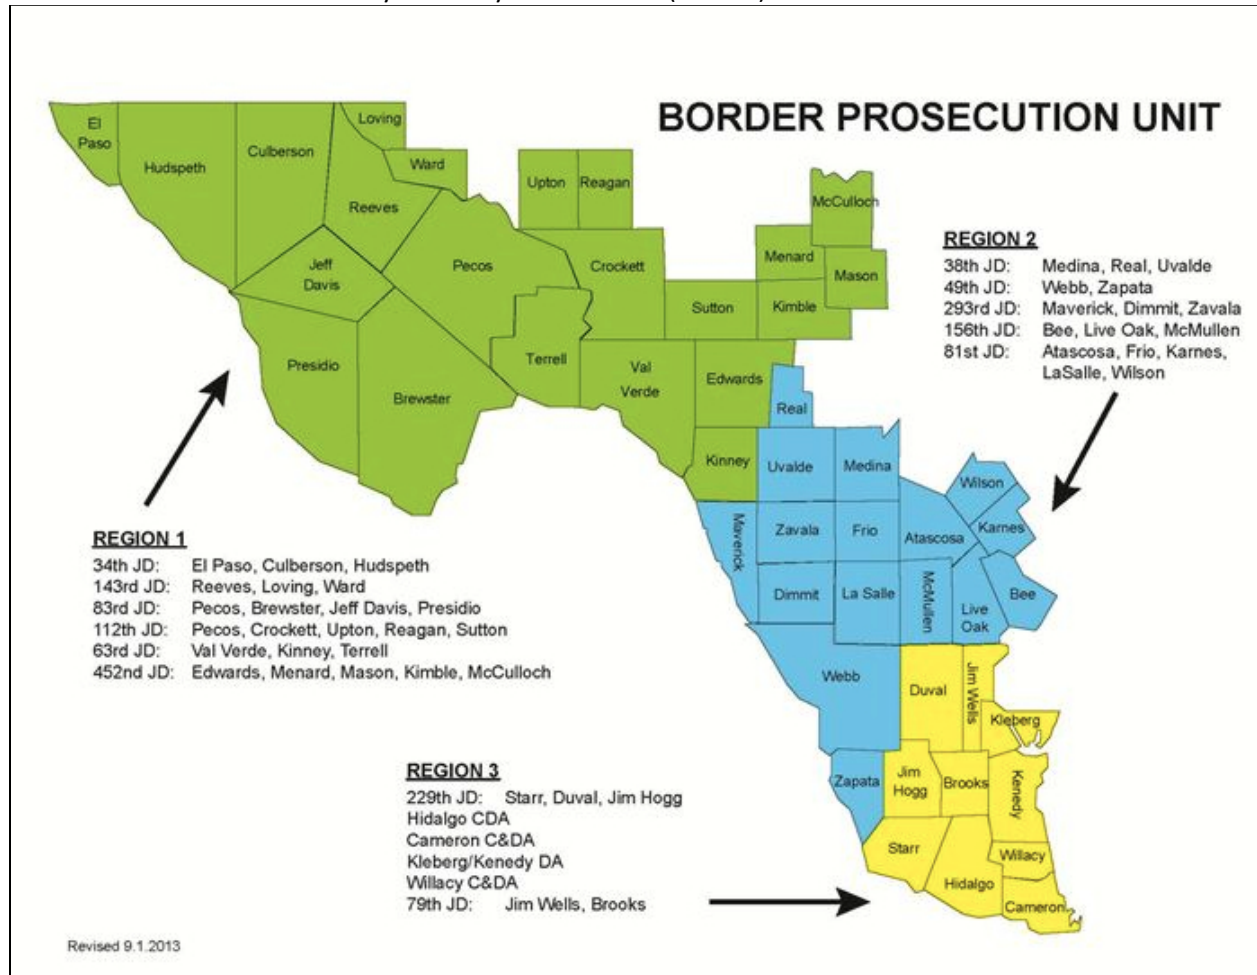 BORDER PROSECUTION UNIT
El
Paso
Hudspeth
Culberson
Loving
Ward
Reeves
Jeff
Davis
Pecos
Presidio
Brewster
Terrell
Upton
Reagan
Crockett
Sutton
McCulloch
Menard
Mason
Kimble
Val
Verde
Edwards
Kinney
Real
Uvalde
Medina
Wilson
Maverick
Zavala
Frio
Atascosa
Karnes
Dimmit
La Salle
McMullen
Live
Oak
Bee
Webb
Zapata
Duval
Jim Wells
Kleberg
Jim
Hogg
Brooks
Kenedy
Starr
Hidalgo
Willacy
Cameron
REGION 2
38th JD: Medina, Real, Uvalde
49th JD: Webb, Zapata
293rd JD: Maverick, Dimmit, Zavala
156th JD: Bee, Live Oak, McMullen
81st JD: Atascosa, Frio, Karnes,
LaSalle, Wilson
REGION 1
34th JD: El Paso, Culberson, Hudspeth
143rd JD: Reeves, Loving, Ward
83rd JD: Pecos, Brewster, Jeff Davis, Presidio
112th JD: Pecos, Crockett, Upton, Reagan, Sutton
63rd JD: Val Verde, Kinney, Terrell
452nd JD: Edwards, Menard, Mason, Kimble, McCulloch
REGION 3
229th JD: Starr, Duval, Jim Hogg
Hidalgo CDA
Cameron C&DA
Kleberg/Kenedy DA
Willacy C&DA
79th JD: Jim Wells, Brooks
Revised 9.1.2013